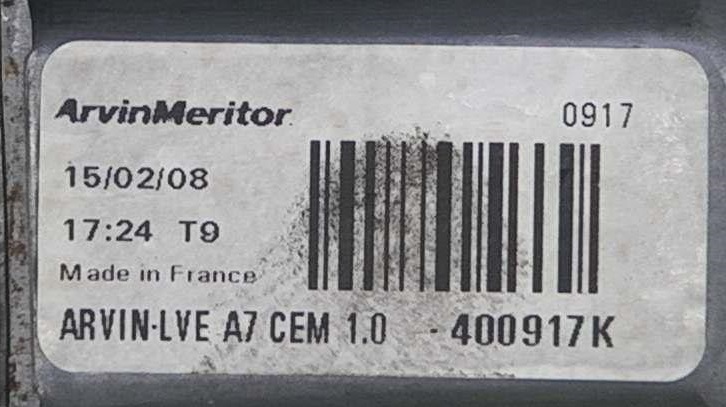 ArvinMeritor
0917
15/02/08
17:24 T9
Made in France
ARVIN-LVE A7 CEM 1.0 - 400917K